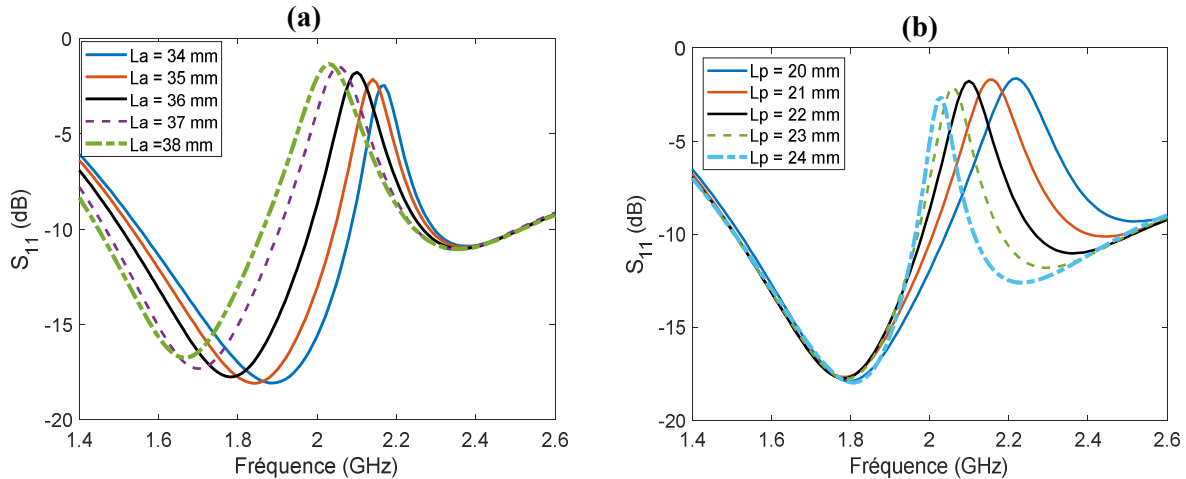 (a)
0
-5
-10
-15
-20
S11 (dB)
La = 34 mm
La = 35 mm
La = 36 mm
La = 37 mm
La =38 mm
1.4 1.6 1.8 2 2.2 2.4 2.6
Fréquence (GHz)
(b)
0
-5
-10
-15
-20
S11 (dB)
Lp = 20 mm
Lp = 21 mm
Lp = 22 mm
Lp = 23 mm
Lp = 24 mm
1.4 1.6 1.8 2 2.2 2.4 2.6
Fréquence (GHz)